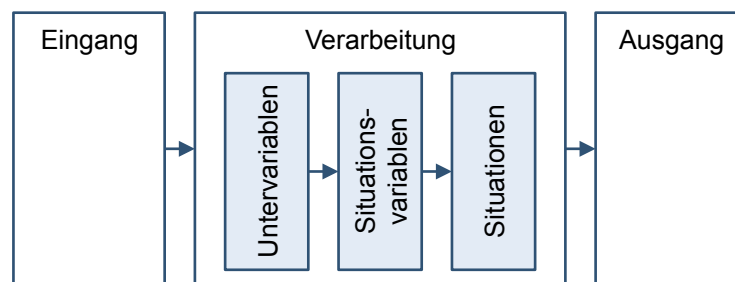 Eingang
Verarbeitung
Ausgang
Untervariablen
Situations-
variablen
Situationen